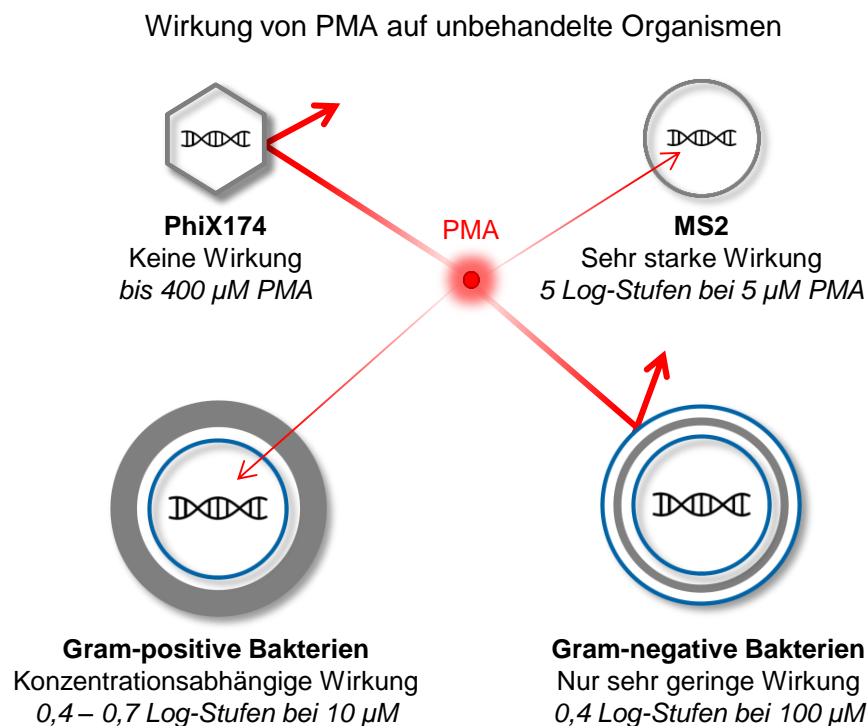 Wirkung von PMA auf unbehandelte Organismen
PhiX174
Keine Wirkung
bis 400 µM PMA
PMA
MS2
Sehr starke Wirkung
5 Log-Stufen bei 5 µM PMA
Gram-positive Bakterien
Konzentrationsabhängige Wirkung
0,4 – 0,7 Log-Stufen bei 10 µM
Gram-negative Bakterien
Nur sehr geringe Wirkung
0,4 Log-Stufen bei 100 µM